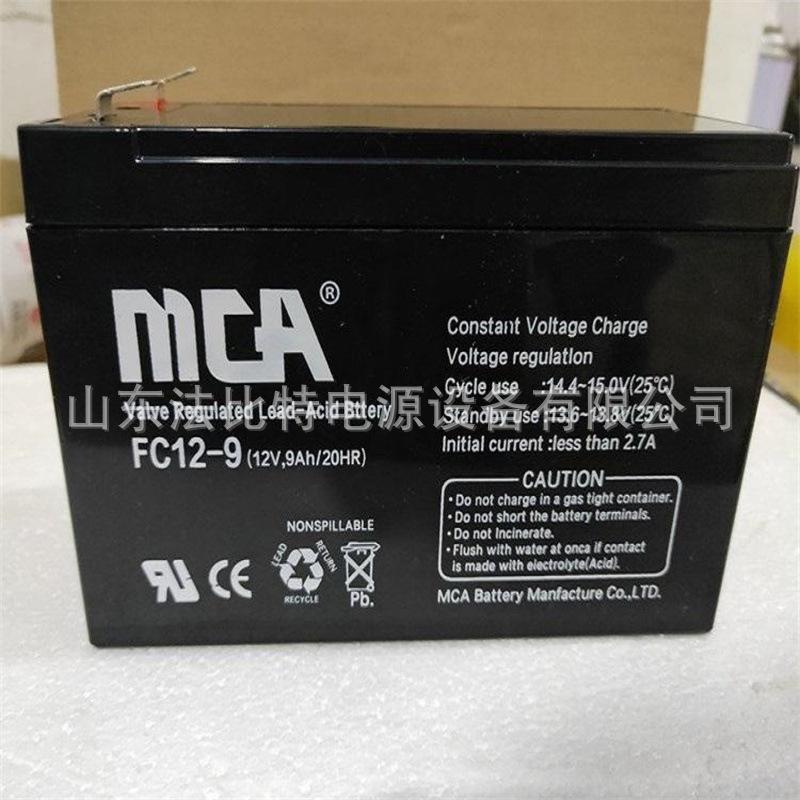 MCA®
Valve Regulated Lead-Acid Bttery
FC12-9 (12V,9Ah/20HR)
NONSPILLABLE
LEAD RETURN
RECYCLE
Pb.
CE
Constant Voltage Charge
Voltage regulation
Cycle use :14.4~15.0V(25℃)
Standby use :13.6~13.8V(25℃)
Initial current :less than 2.7A
CAUTION
•Do not charge in a gas tight container.
•Do not short the battery terminals.
•Do not Incinerate.
•Flush with water at onca if contact
is made with electrolyte(Acid).
MCA Battery Manfacture Co.,LTD.
山东法比特电源设备有限公司